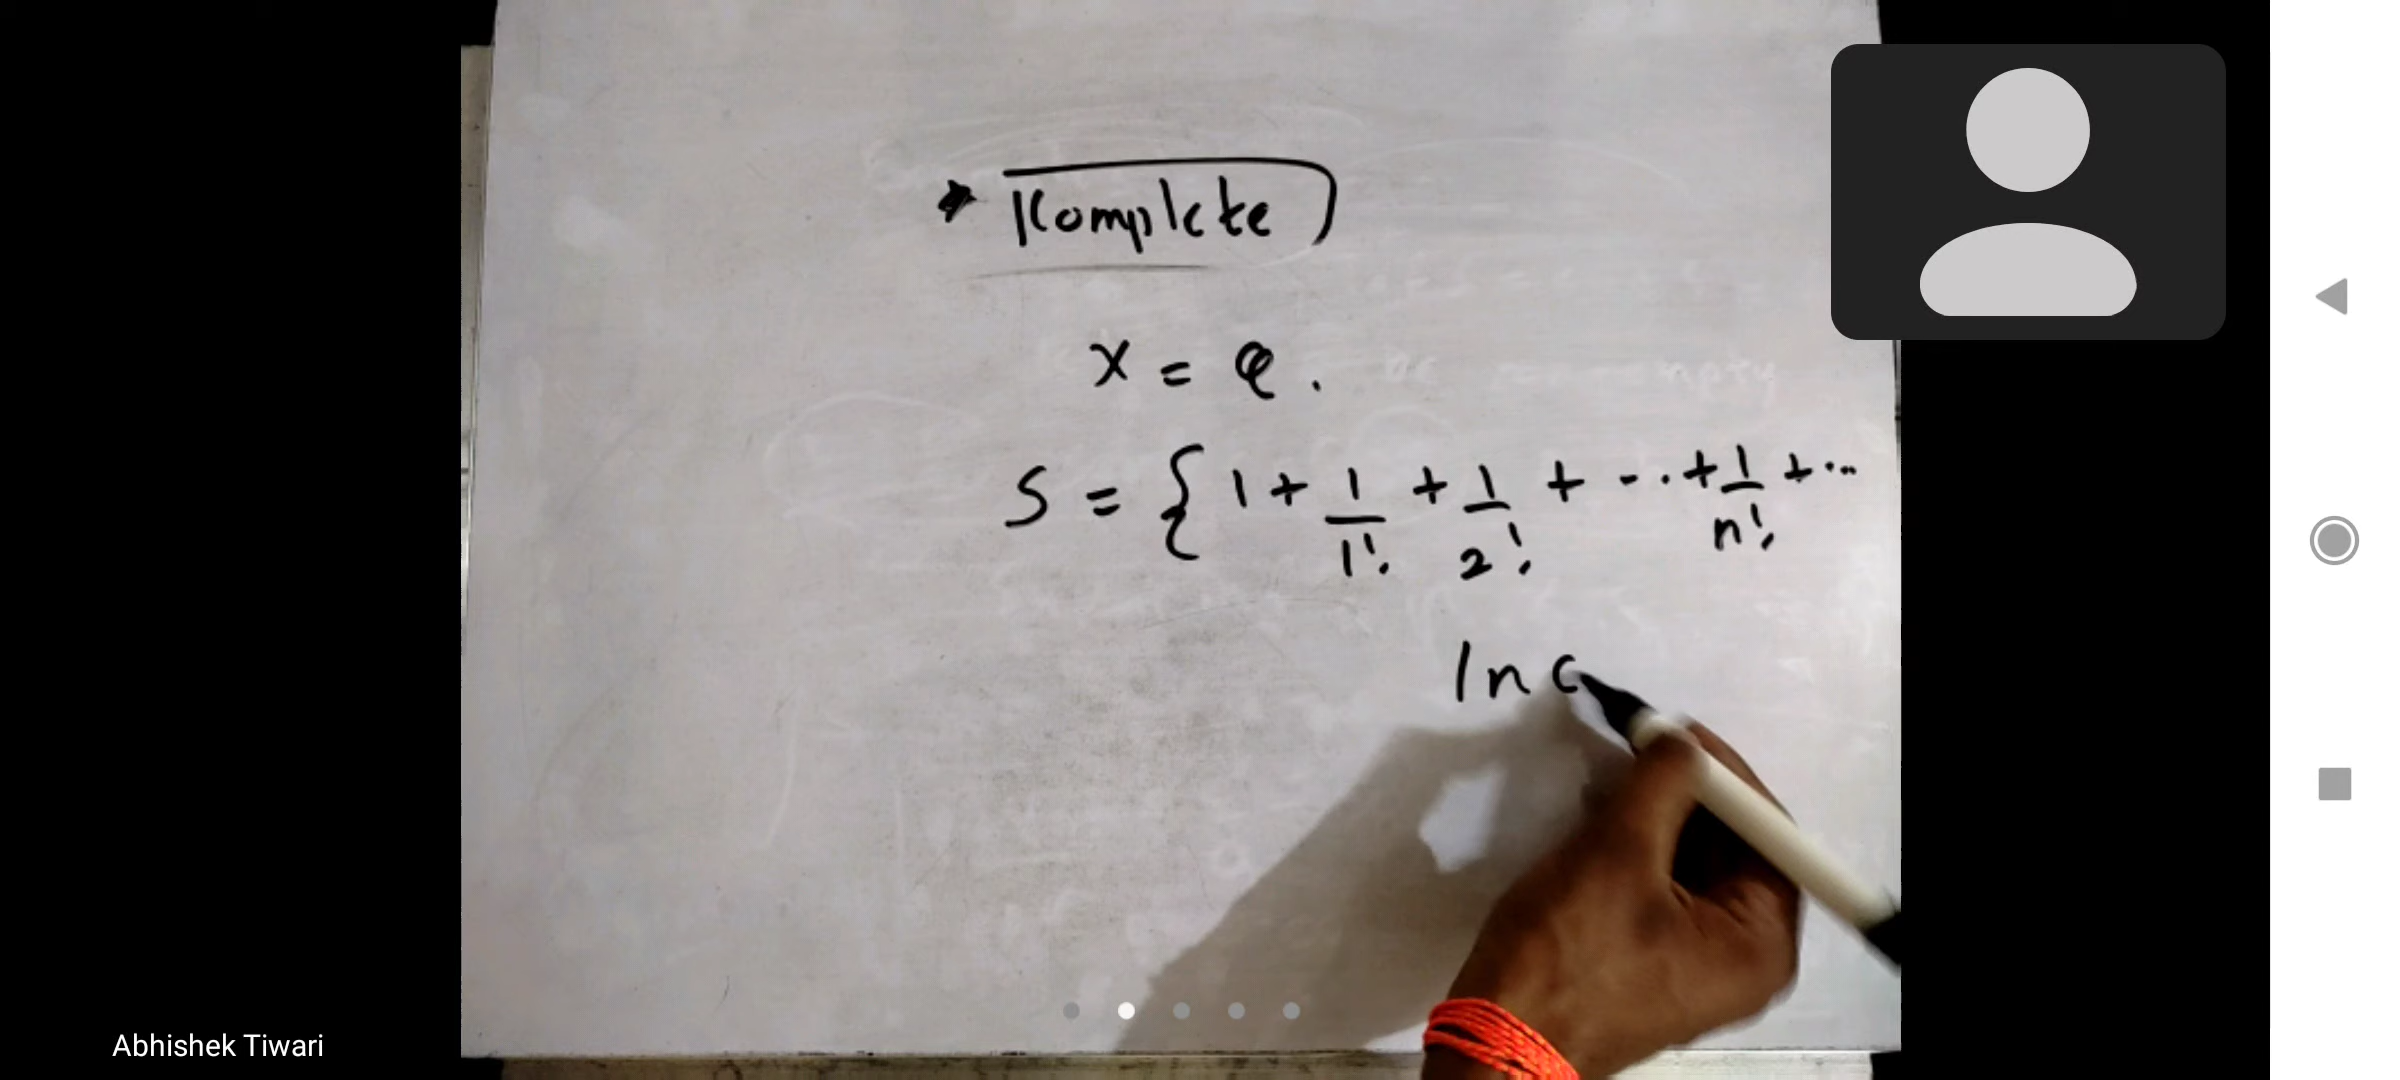 Komplete
X = Q.
S = { 1 + 1/1! + 1/2! + ... + 1/n! + ...
Inc
Abhishek Tiwari